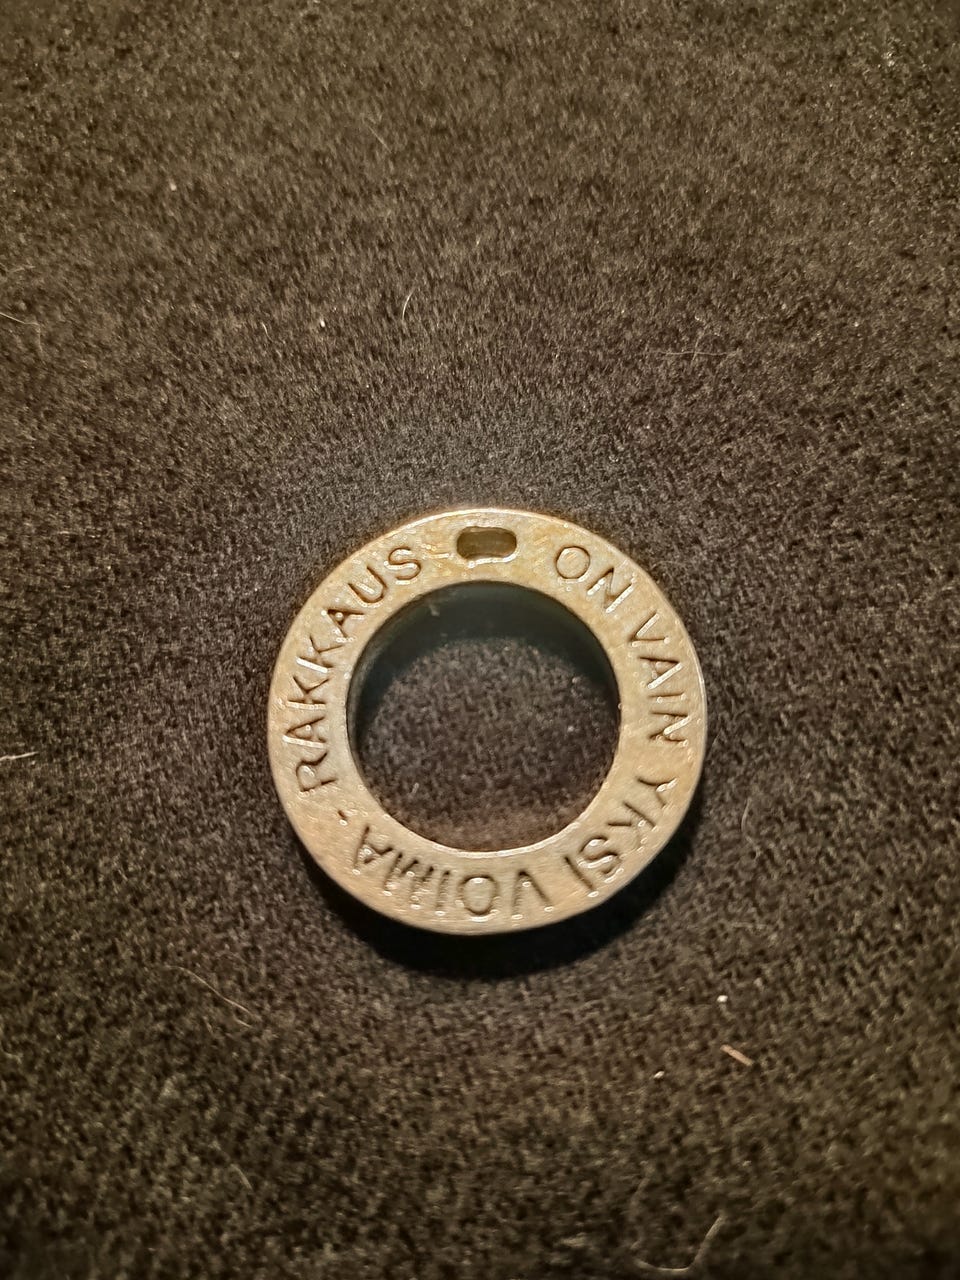 ON VAIN YKSI VOIMA - RAKKAUS